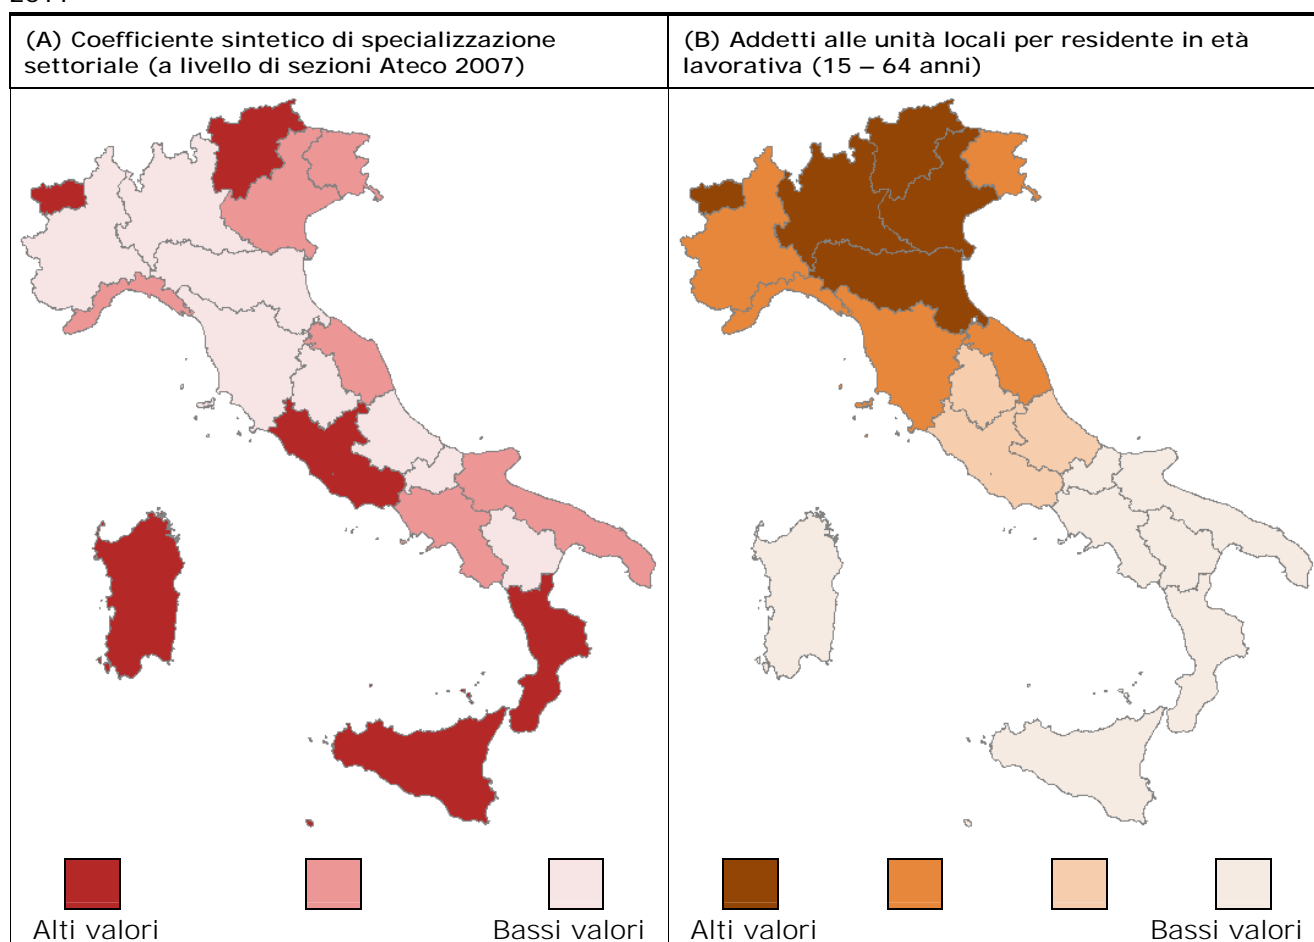 (A) Coefficiente sintetico di specializzazione
settoriale (a livello di sezioni Ateco 2007)
(B) Addetti alle unità locali per residente in età
lavorativa (15 – 64 anni)
Alti valori
Bassi valori
Alti valori
Bassi valori